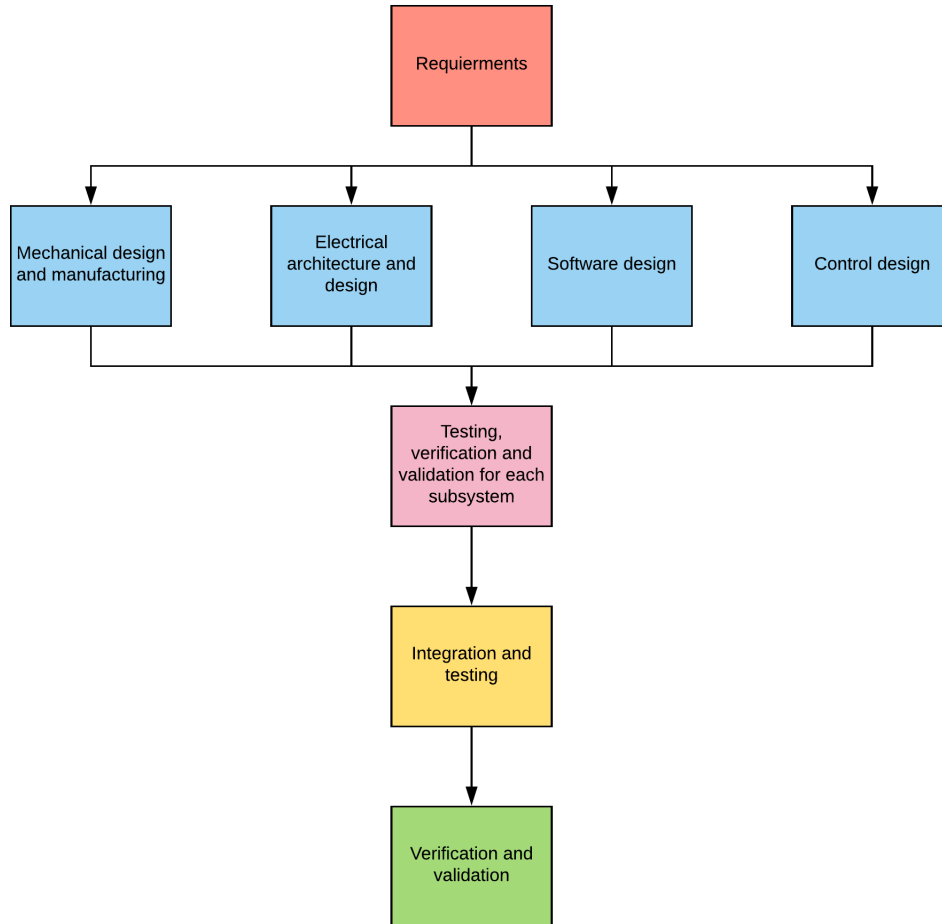 Requierments
Mechanical design
and manufacturing
Electrical
architecture and
design
Software design
Control design
Testing,
verification and
validation for each
subsystem
Integration and
testing
Verification and
validation